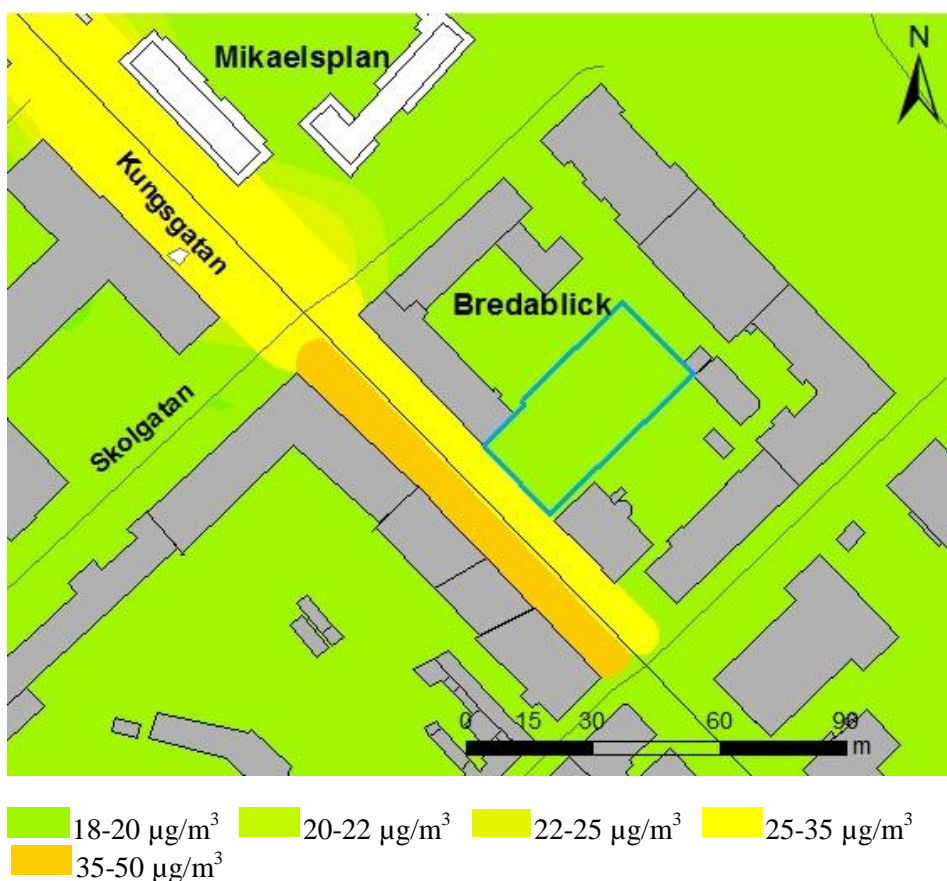 Mikaelsplan
N
Kungsgatan
Bredablick
Skolgatan
0 15 30 60 90
m
18-20 µg/m³ 20-22 µg/m³ 22-25 µg/m³ 25-35 µg/m³
35-50 µg/m³